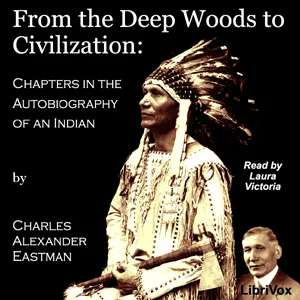 From the Deep Woods to
Civilization:
CHAPTERS IN THE
AUTOBIOGRAPHY
OF AN INDIAN
by
CHARLES
ALEXANDER
EASTMAN
Read by
Laura
Victoria
LibriVox